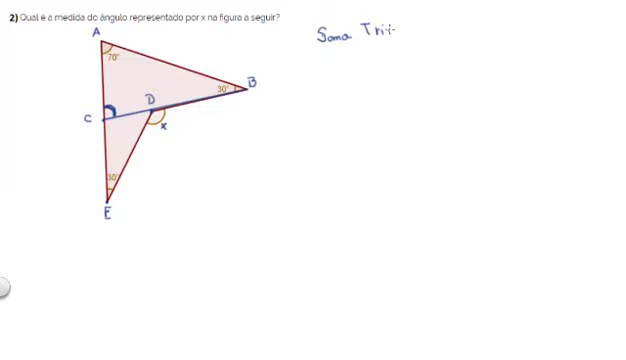 2) Qual é a medida do ângulo representado por x na figura a seguir?
Soma
A
70°
30°
B
D
C
x
30°
E